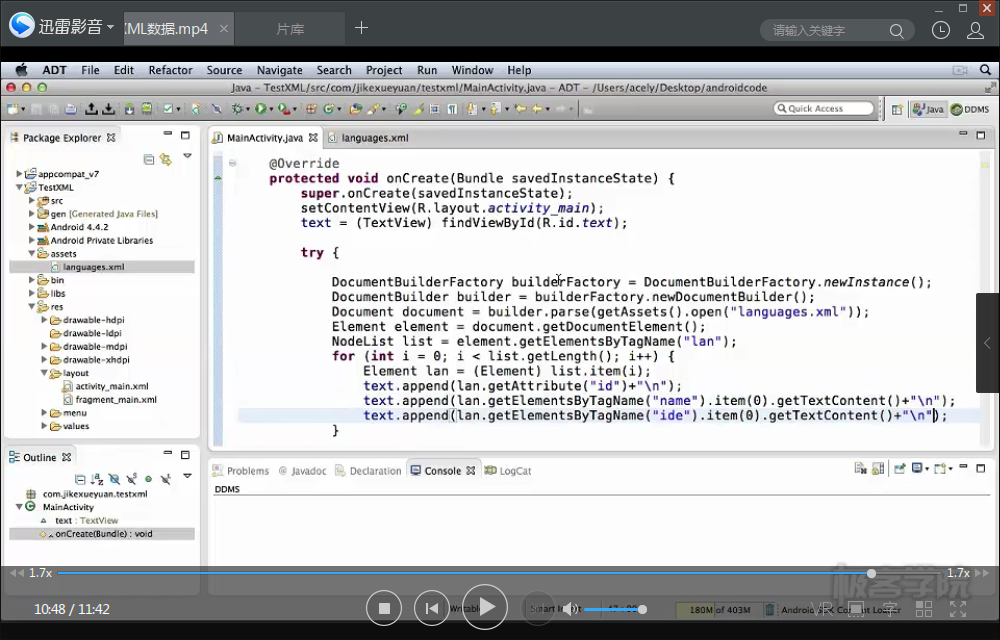 迅雷影音
XML数据.mp4
片库
请输入关键字
ADT File Edit Refactor Source Navigate Search Project Run Window Help
Java - TestXML/src/com/jikexueyuan/testxml/MainActivity.java - ADT - /Users/acely/Desktop/androidcode
Quick Access
Java
DDMS
Package Explorer
appcompat_v7
TestXML
src
gen [Generated Java Files]
Android 4.4.2
Android Private Libraries
assets
languages.xml
bin
libs
res
drawable-hdpi
drawable-ldpi
drawable-mdpi
drawable-xhdpi
layout
activity_main.xml
fragment_main.xml
menu
values
MainActivity.java
languages.xml
@Override
protected void onCreate(Bundle savedInstanceState) {
super.onCreate(savedInstanceState);
setContentView(R.layout.activity_main);
text = (TextView) findViewById(R.id.text);
try {
DocumentBuilderFactory builderFactory = DocumentBuilderFactory.newInstance();
DocumentBuilder builder = builderFactory.newDocumentBuilder();
Document document = builder.parse(getAssets().open("languages.xml"));
Element element = document.getDocumentElement();
NodeList list = element.getElementsByTagName("lan");
for (int i = 0; i < list.getLength(); i++) {
Element lan = (Element) list.item(i);
text.append(lan.getAttribute("id")+"\n");
text.append(lan.getElementsByTagName("name").item(0).getTextContent()+"\n");
text.append(lan.getElementsByTagName("ide").item(0).getTextContent()+"\n");
}
Outline
com.jikexueyuan.testxml
MainActivity
text : TextView
onCreate(Bundle) : void
Problems
@ Javadoc
Declaration
Console
LogCat
DDMS
极客学院
1.7x
1.7x
10:48 / 11:42
Writable
Smart In
180M of 403M
Android SDK Content Loader
VR
字